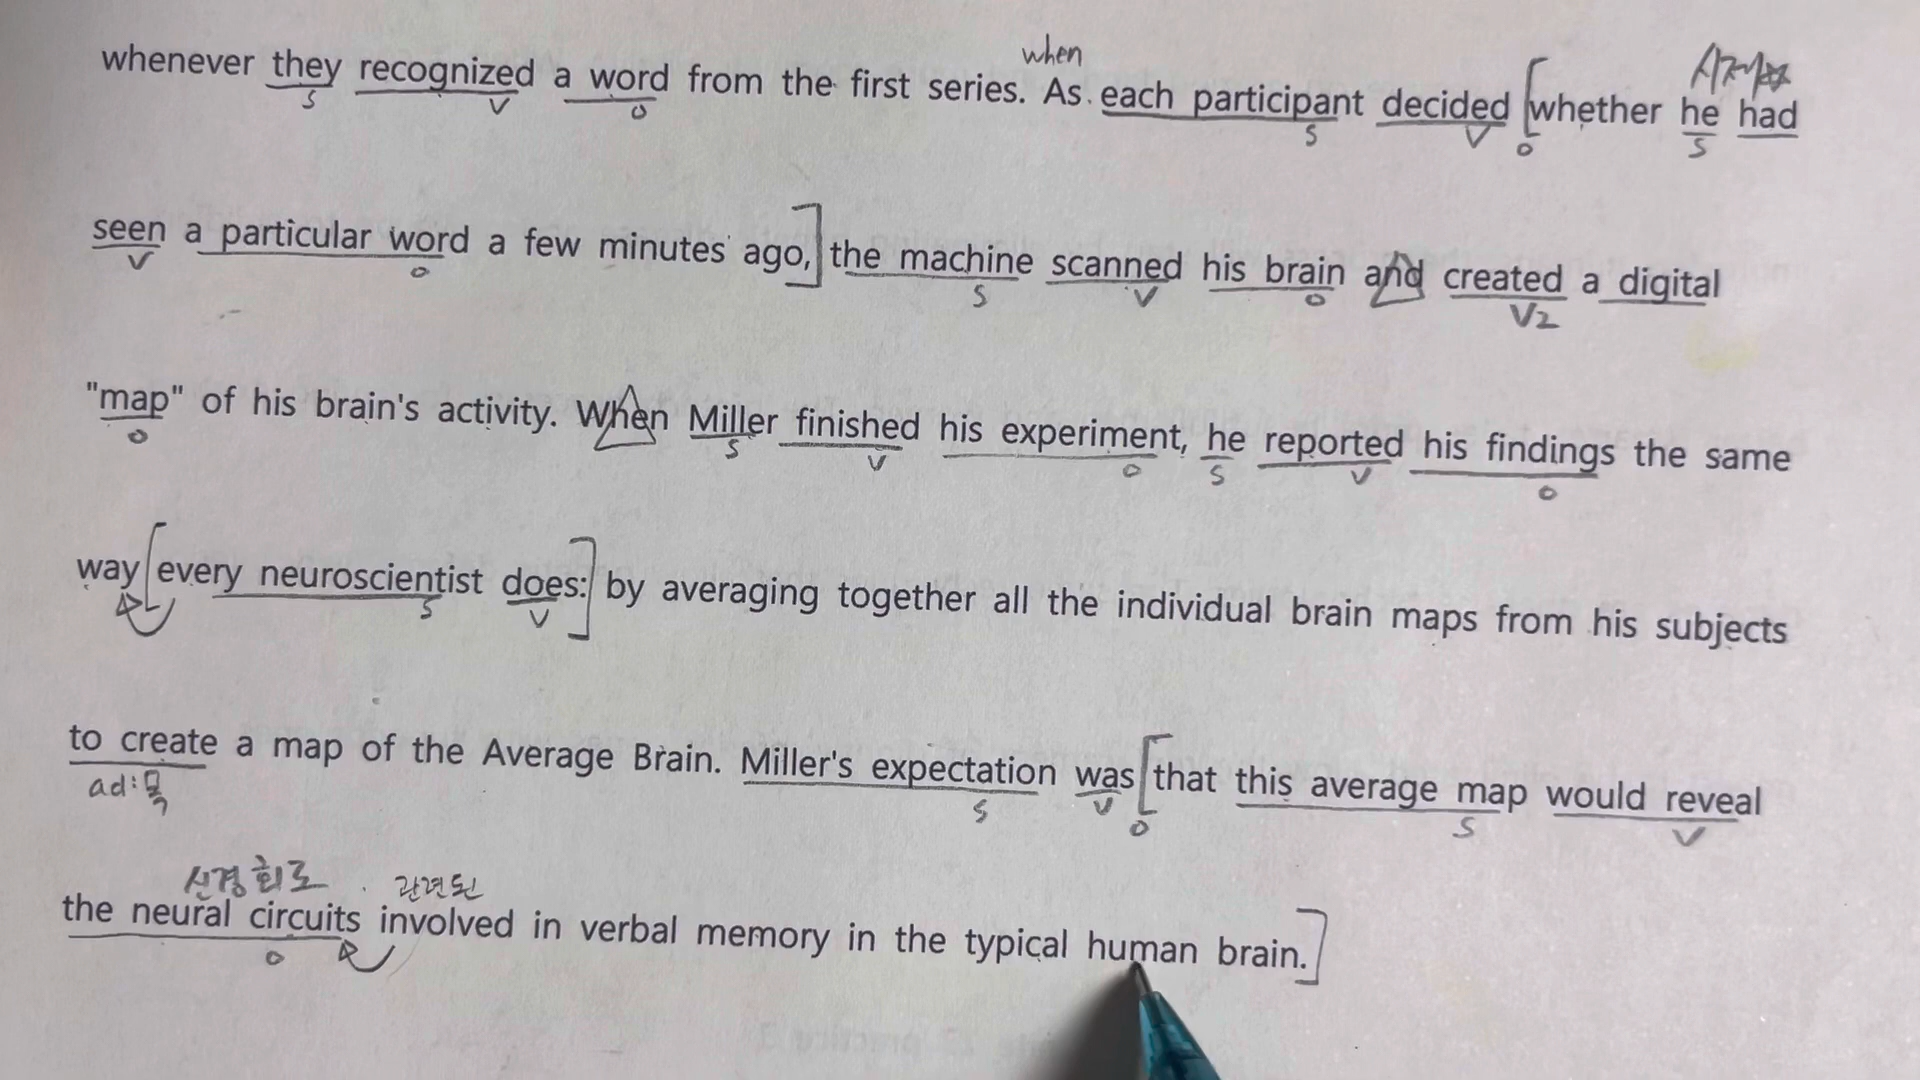 when
whenever they recognized a word from the first series. As each participant decided [whether he had
S V O S V O S
seen a particular word a few minutes ago,] the machine scanned his brain and created a digital
V O S V O V2
"map" of his brain's activity. When Miller finished his experiment, he reported his findings the same
O S V O S V O
way [every neuroscientist does:] by averaging together all the individual brain maps from his subjects
S V
to create a map of the Average Brain. Miller's expectation was [that this average map would reveal
ad:목 S V O S V
신경 회로 관련된
the neural circuits involved in verbal memory in the typical human brain.]
O